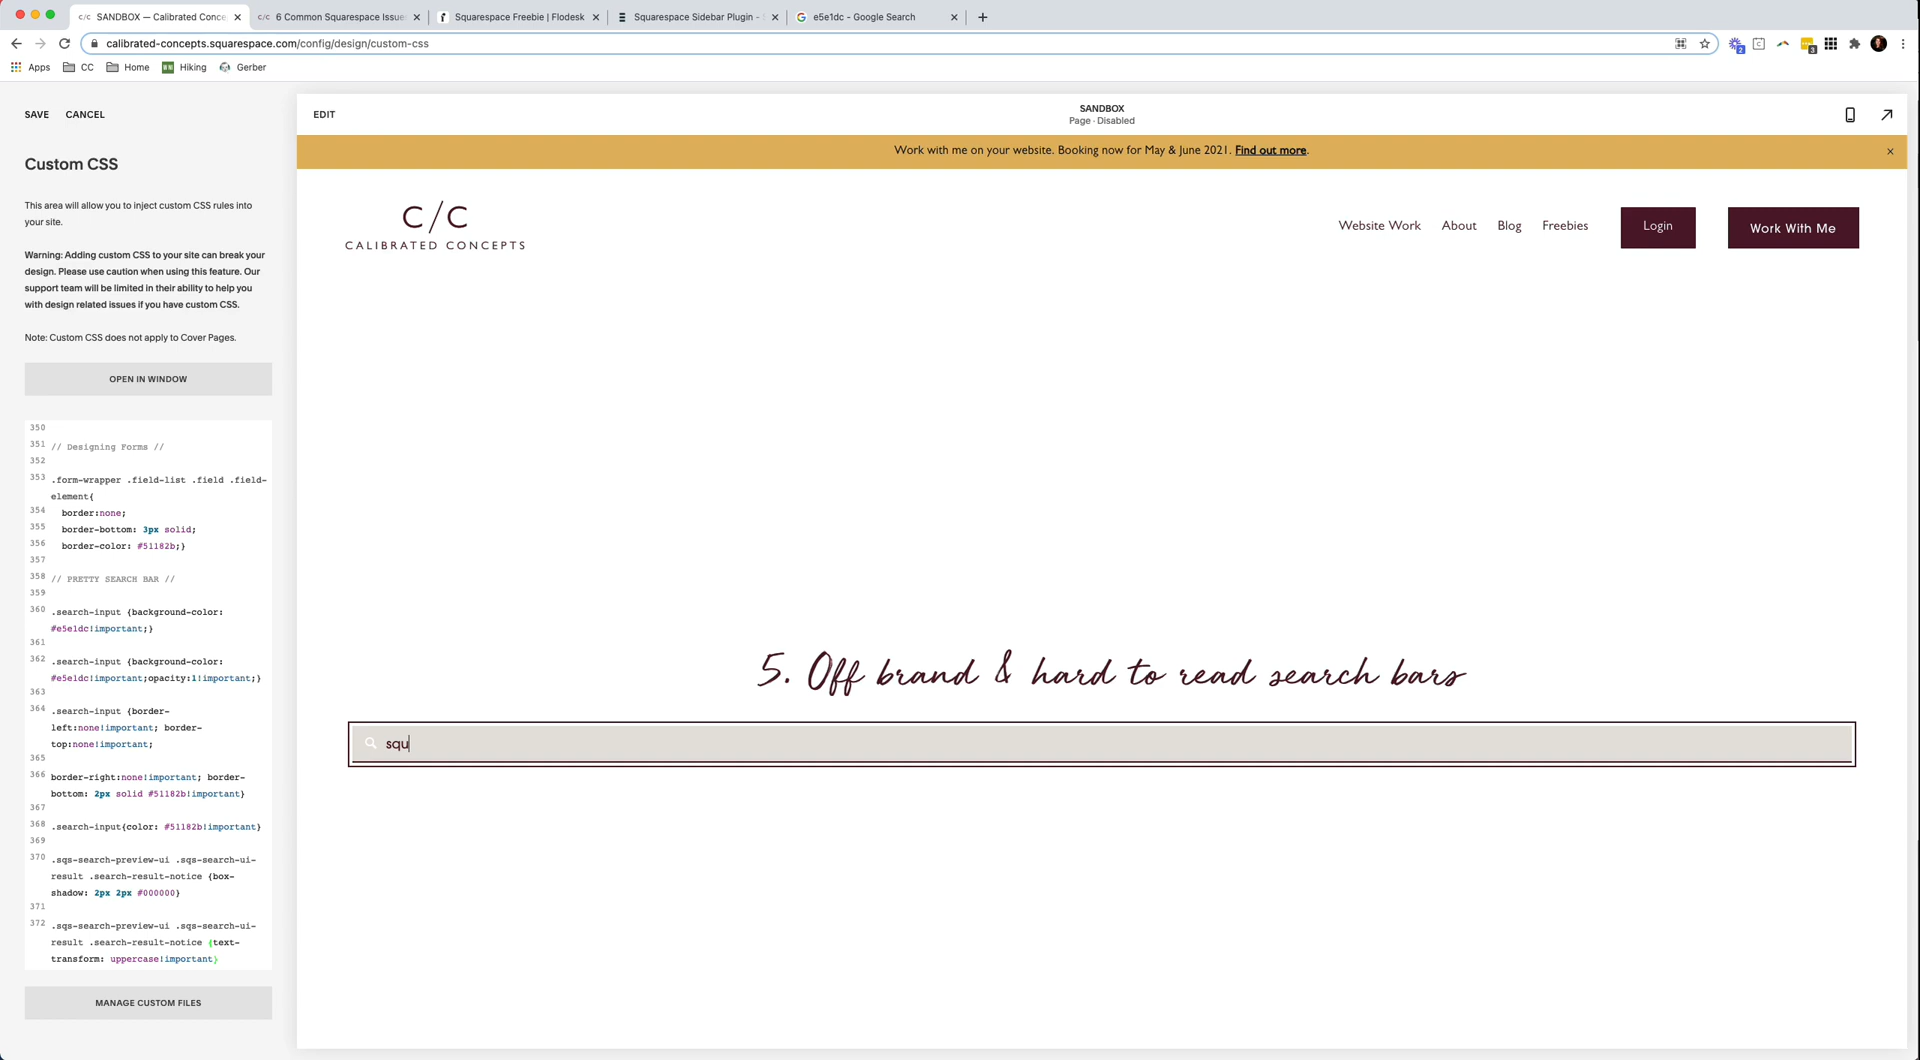 SANDBOX — Calibrated Conce
C/C 6 Common Squarespace Issue
Squarespace Freebie | Flodesk
Squarespace Sidebar Plugin -
e5e1dc - Google Search
calibrated-concepts.squarespace.com/config/design/custom-css
Apps CC Home Hiking Gerber
SAVE CANCEL
Custom CSS
This area will allow you to inject custom CSS rules into
your site.
Warning: Adding custom CSS to your site can break your
design. Please use caution when using this feature. Our
support team will be limited in their ability to help you
with design related issues if you have custom CSS.
Note: Custom CSS does not apply to Cover Pages.
OPEN IN WINDOW
350
351 // Designing Forms //
352
353 .form-wrapper .field-list .field .field-
element{
354 border:none;
355 border-bottom: 3px solid;
356 border-color: #51182b;}
357
358 // PRETTY SEARCH BAR //
359
360 .search-input {background-color:
#e5e1dc!important;}
361
362 .search-input {background-color:
#e5e1dc!important;opacity:1!important;}
363
364 .search-input {border-
left:none!important; border-
top:none!important;
365
366 border-right:none!important; border-
bottom: 2px solid #51182b!important}
367
368 .search-input{color: #51182b!important}
369
370 .sqs-search-preview-ui .sqs-search-ui-
result .search-result-notice {box-
shadow: 2px 2px #000000}
371
372 .sqs-search-preview-ui .sqs-search-ui-
result .search-result-notice {text-
transform: uppercase!important}
MANAGE CUSTOM FILES
EDIT
SANDBOX
Page · Disabled
Work with me on your website. Booking now for May & June 2021. Find out more.
C/C
CALIBRATED CONCEPTS
Website Work About Blog Freebies Login Work With Me
5. Off brand & hard to read search bars
squ